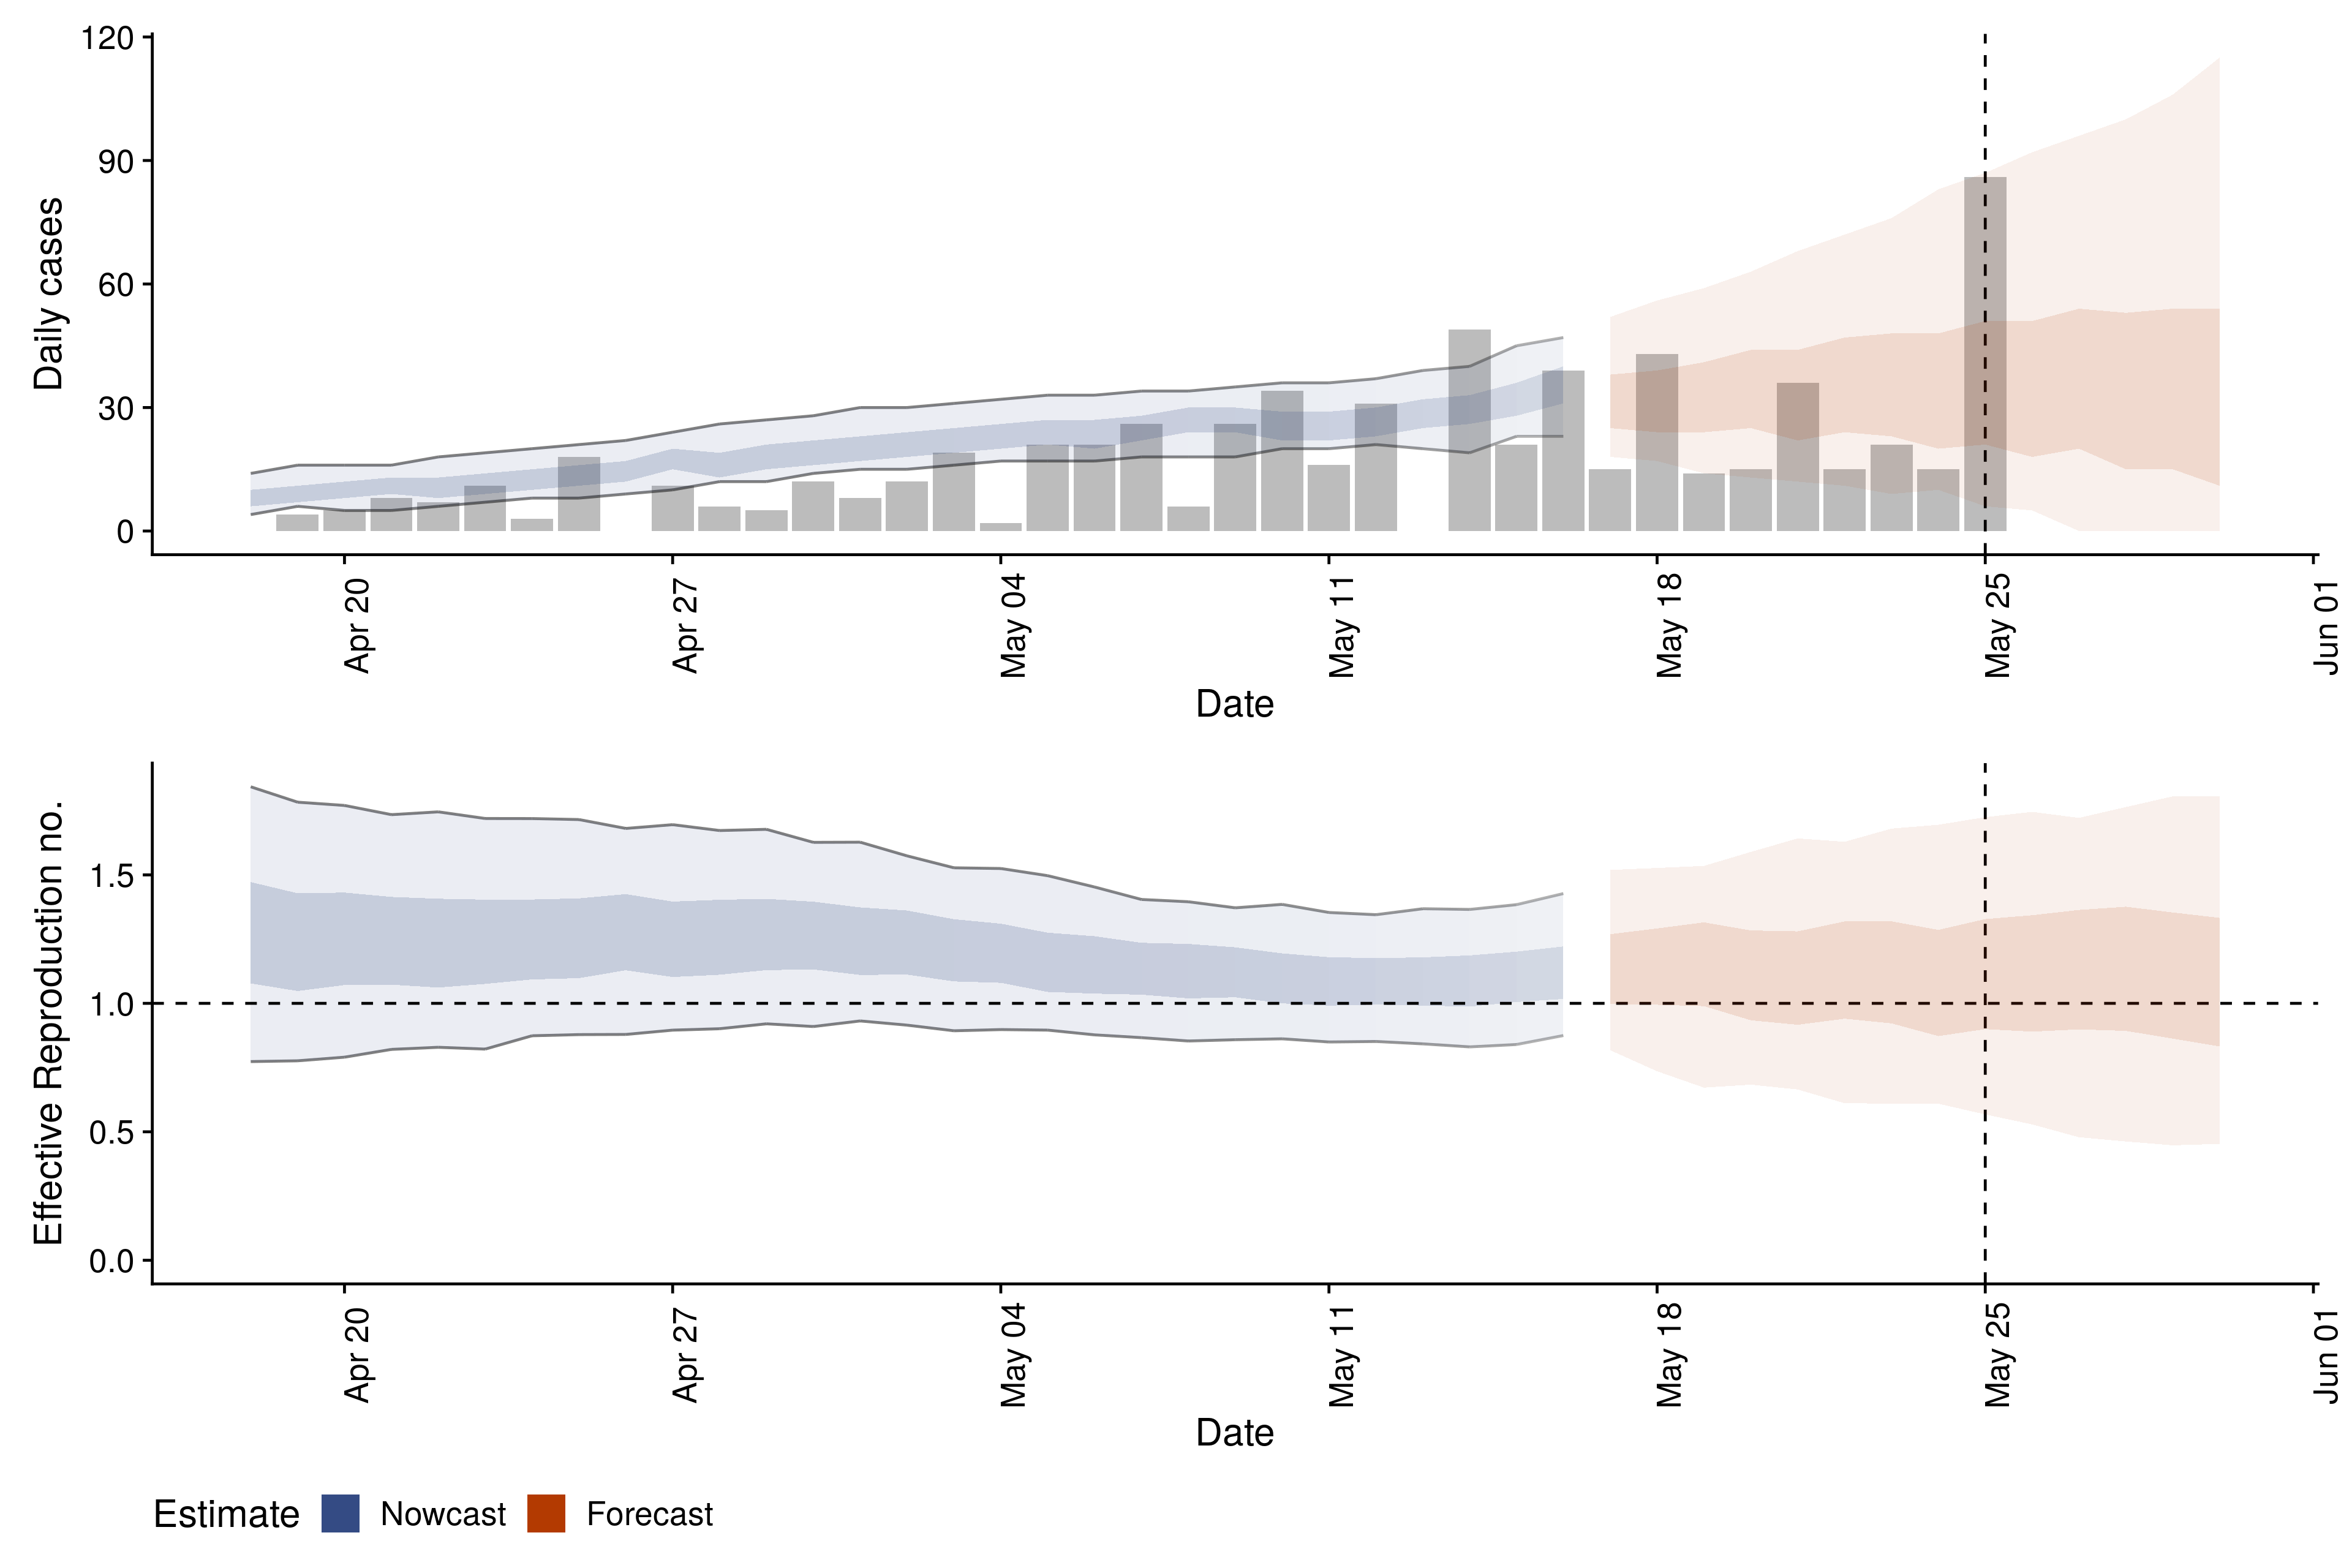 120
90
60
30
0
Daily cases
Apr 20
Apr 27
May 04
May 11
May 18
May 25
Jun 01
Date
1.5
1.0
0.5
0.0
Effective Reproduction no.
Apr 20
Apr 27
May 04
May 11
May 18
May 25
Jun 01
Date
Estimate Nowcast Forecast